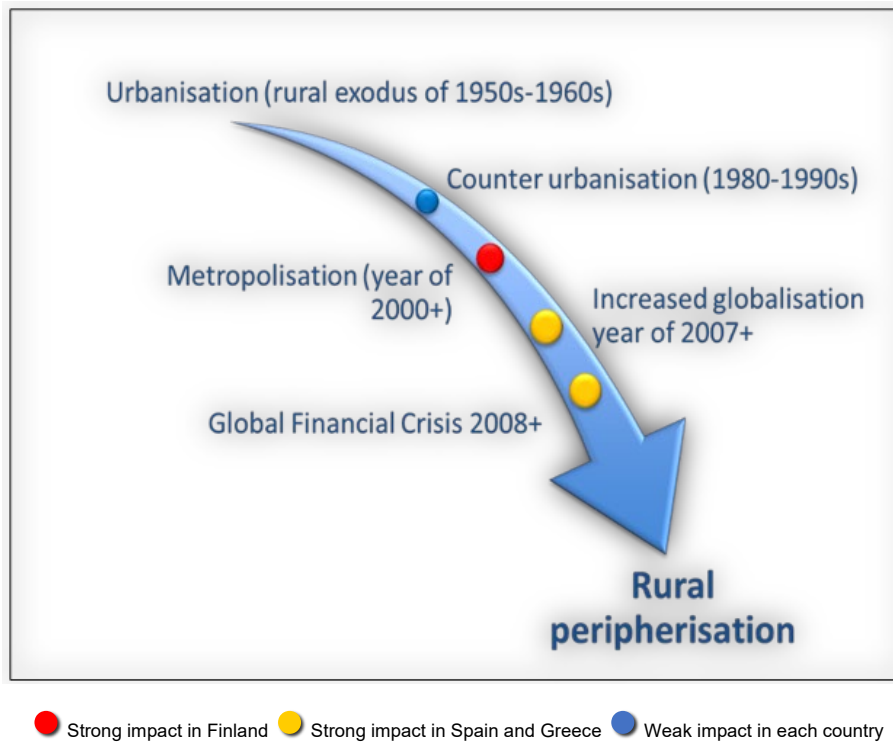 Urbanisation (rural exodus of 1950s-1960s)
Counter urbanisation (1980-1990s)
Metropolisation (year of
2000+)
Increased globalisation
year of 2007+
Global Financial Crisis 2008+
Rural
peripherisation
Strong impact in Finland Strong impact in Spain and Greece Weak impact in each country